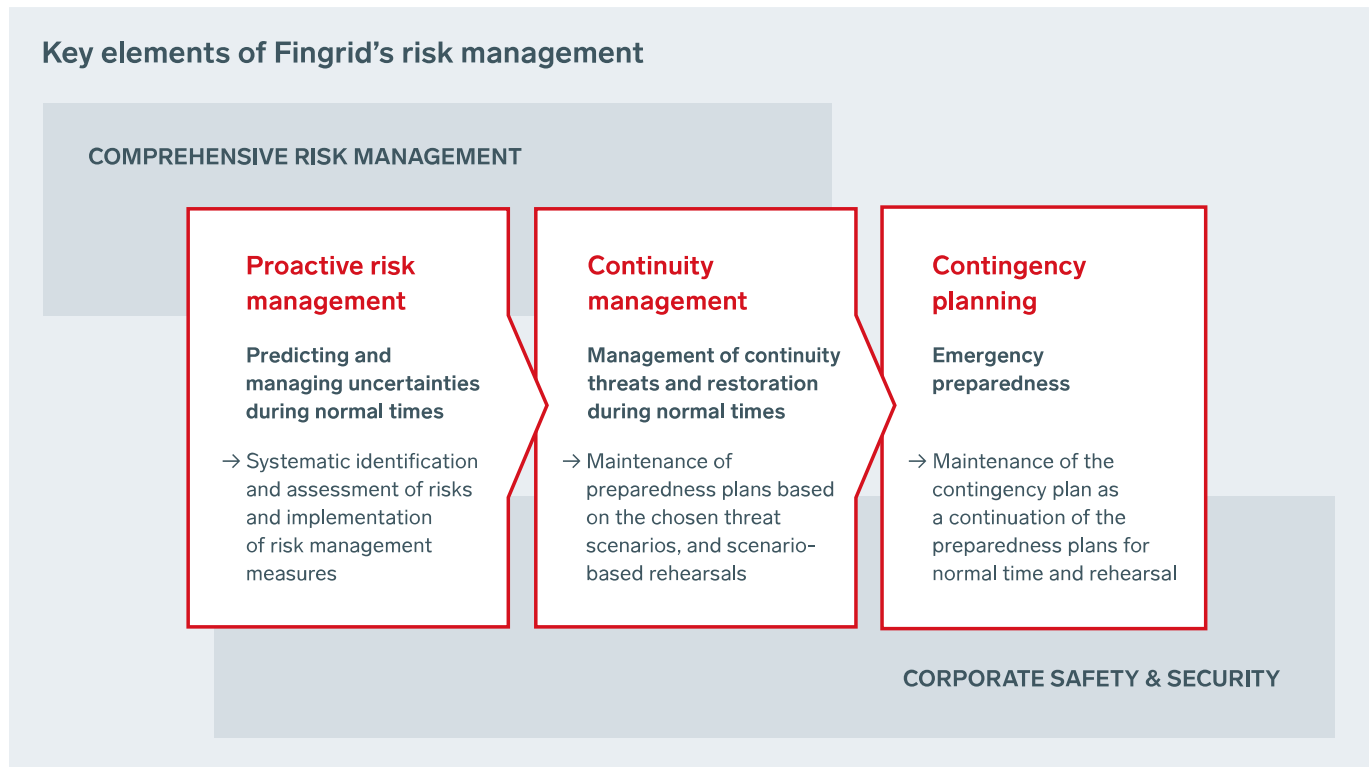 Key elements of Fingrid's risk management
COMPREHENSIVE RISK MANAGEMENT
Proactive risk
management
Predicting and
managing uncertainties
during normal times
→ Systematic identification
and assessment of risks
and implementation
of risk management
measures
Continuity
management
Management of continuity
threats and restoration
during normal times
→ Maintenance of
preparedness plans based
on the chosen threat
scenarios, and scenario-
based rehearsals
Contingency
planning
Emergency
preparedness
→ Maintenance of the
contingency plan as
a continuation of the
preparedness plans for
normal time and rehearsal
CORPORATE SAFETY & SECURITY